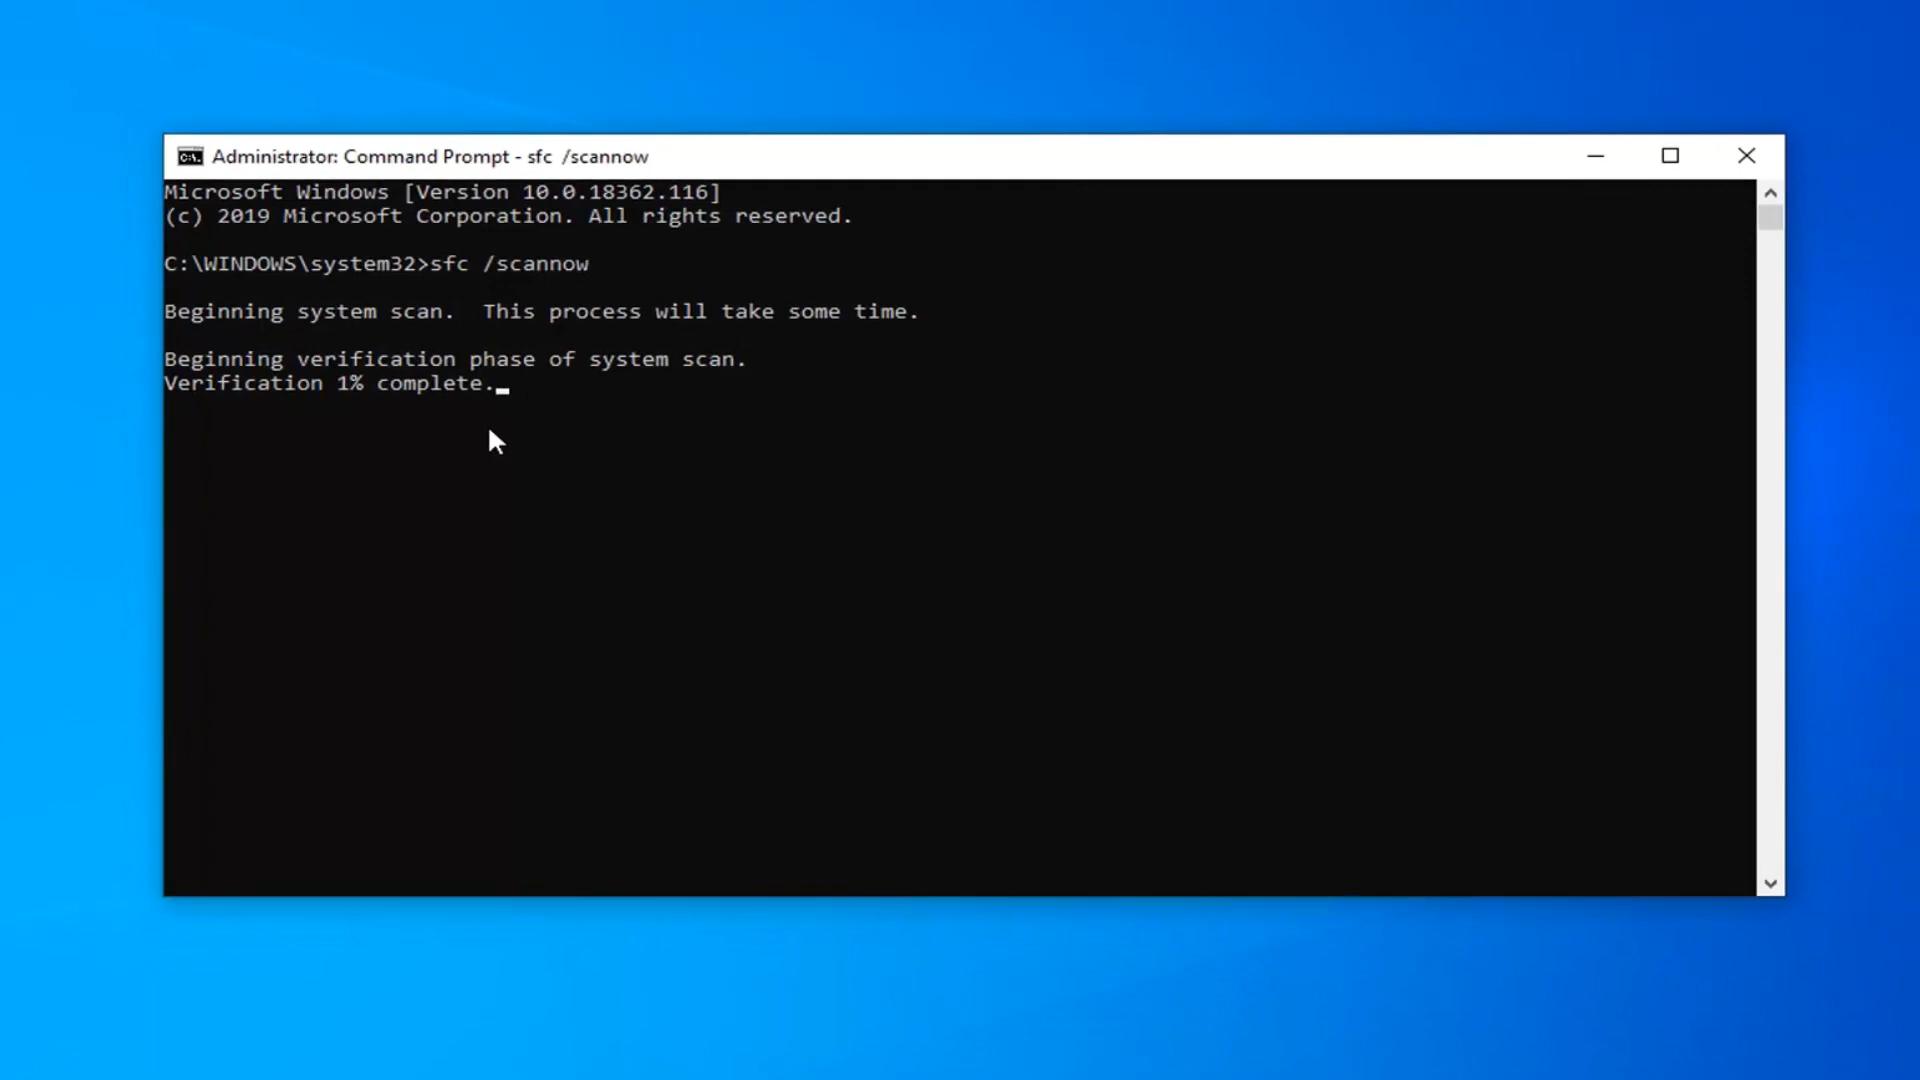 Administrator: Command Prompt - sfc  /scannow
Microsoft Windows [Version 10.0.18362.116]
(c) 2019 Microsoft Corporation. All rights reserved.
C:\WINDOWS\system32>sfc /scannow
Beginning system scan.  This process will take some time.
Beginning verification phase of system scan.
Verification 1% complete.